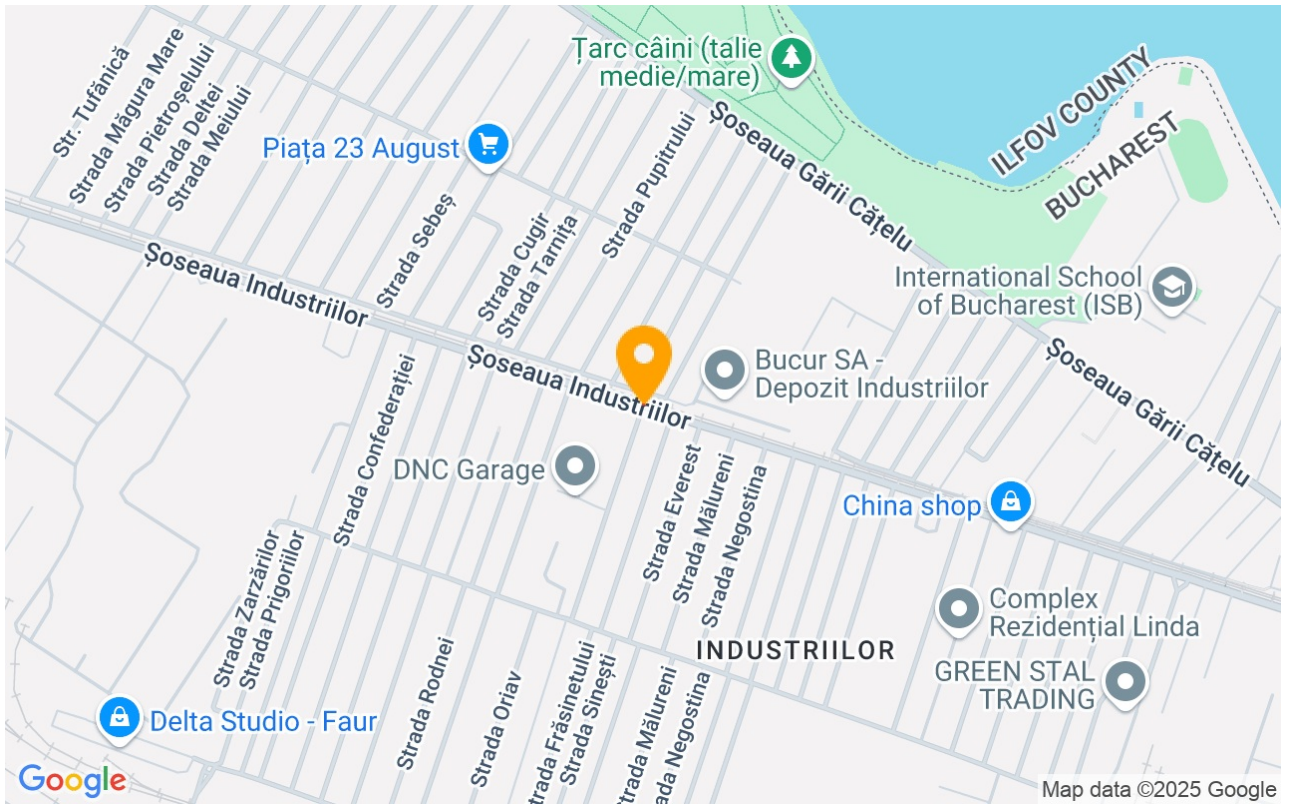 Țarc câini (talie
medie/mare)
Str. Tufănică
Strada Măgura Mare
Strada Pietroșelului
Strada Deltei
Strada Meiului
Piața 23 August
Strada Pupitrului
Șoseaua Gării Cățelu
ILFOV COUNTY
BUCHAREST
Strada Sebeș
Strada Cugir
Strada Tarnița
Șoseaua Industriilor
International School
of Bucharest (ISB)
Șoseaua Industriilor
Bucur SA -
Depozit Industriilor
Șoseaua Gării Cățelu
Strada Confederației
DNC Garage
Strada Everest
Strada Mălureni
Strada Negostina
China shop
Strada Zarzărilor
Strada Prigoriilor
Complex
Rezidențial Linda
INDUSTRIILOR
GREEN STAL
TRADING
Strada Rodnei
Strada Oriav
trada Frăsinetului
Strada Sinești
trada Mălureni
ada Negostina
Delta Studio - Faur
Google
Map data ©2025 Google